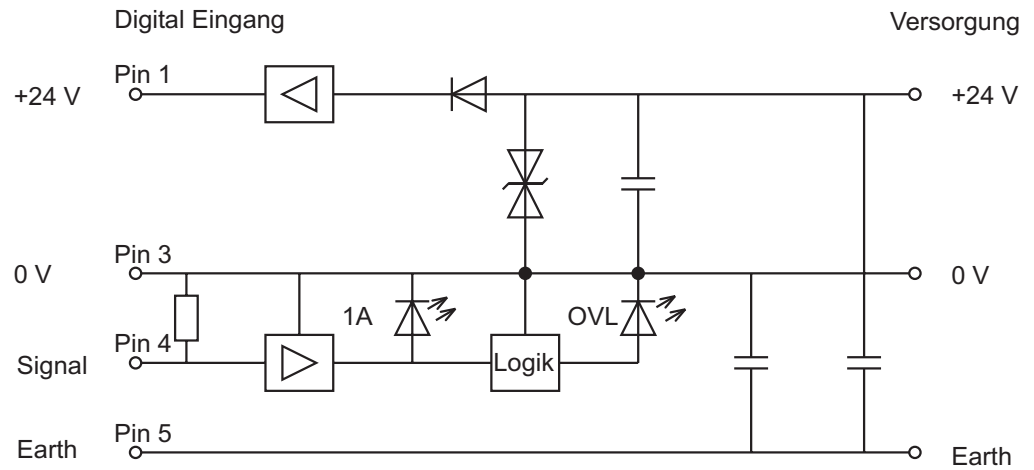 Digital Eingang
Versorgung
+24 V
Pin 1
+24 V
0 V
Pin 3
0 V
1A
OVL
Signal
Pin 4
Logik
Earth
Pin 5
Earth